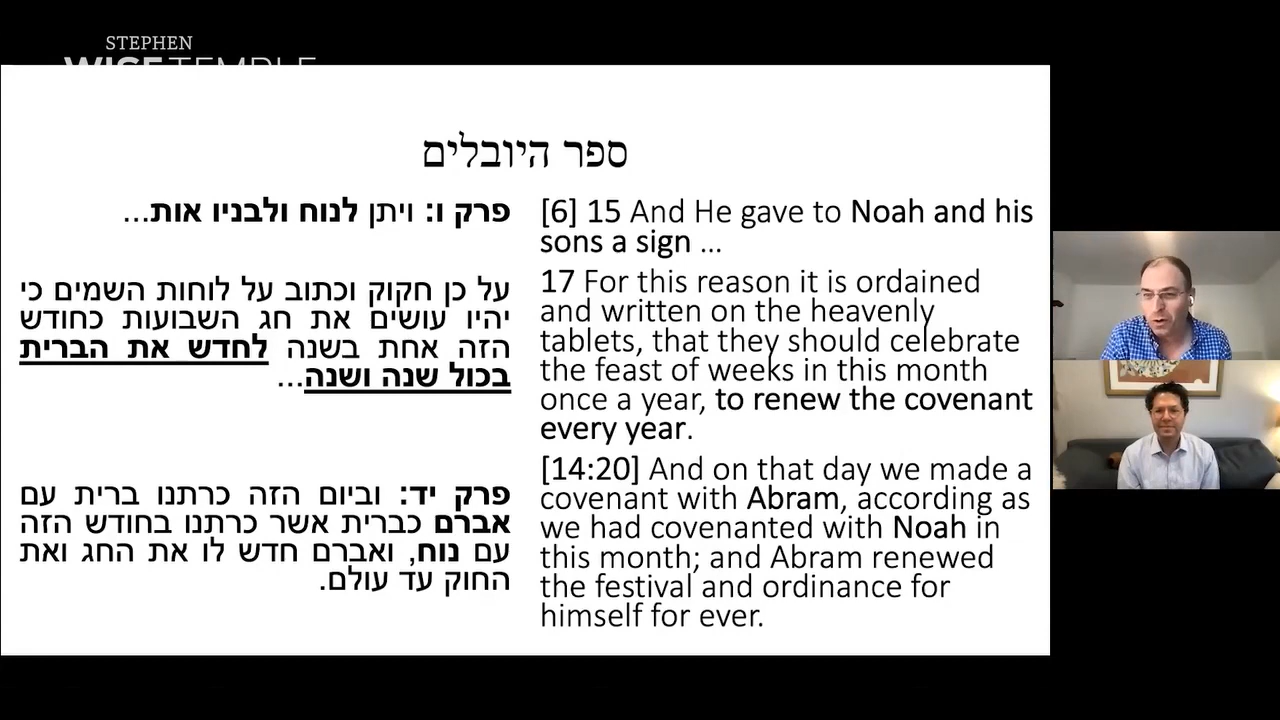 STEPHEN
WISE TEMPLE
ספר היובלים
פרק ו: ויתן לנוח ולבניו אות...
על כן חקוק וכתוב על לוחות השמים כי
יהיו עושים את חג השבועות כחודש
הזה אחת בשנה לחדש את הברית
בכול שנה ושנה...
פרק יד: וביום הזה כרתנו ברית עם
אברם כברית אשר כרתנו בחודש הזה
עם נוח, ואברם חדש לו את החג ואת
החוק עד עולם.
[6] 15 And He gave to Noah and his
sons a sign ...
17 For this reason it is ordained
and written on the heavenly
tablets, that they should celebrate
the feast of weeks in this month
once a year, to renew the covenant
every year.
[14:20] And on that day we made a
covenant with Abram, according as
we had covenanted with Noah in
this month; and Abram renewed
the festival and ordinance for
himself for ever.